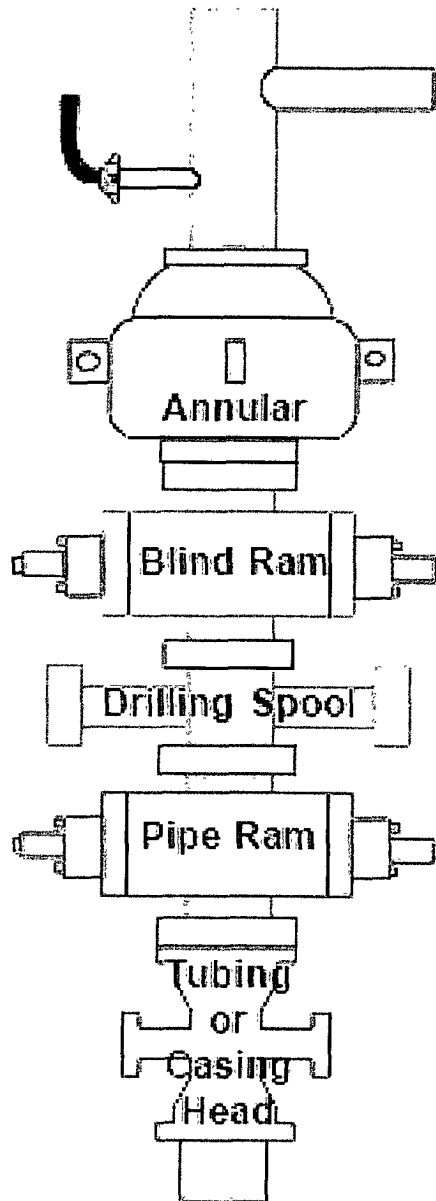 Annular
Blind Ram
Drilling Spool
Pipe Ram
Tubing
or
Casing
Head